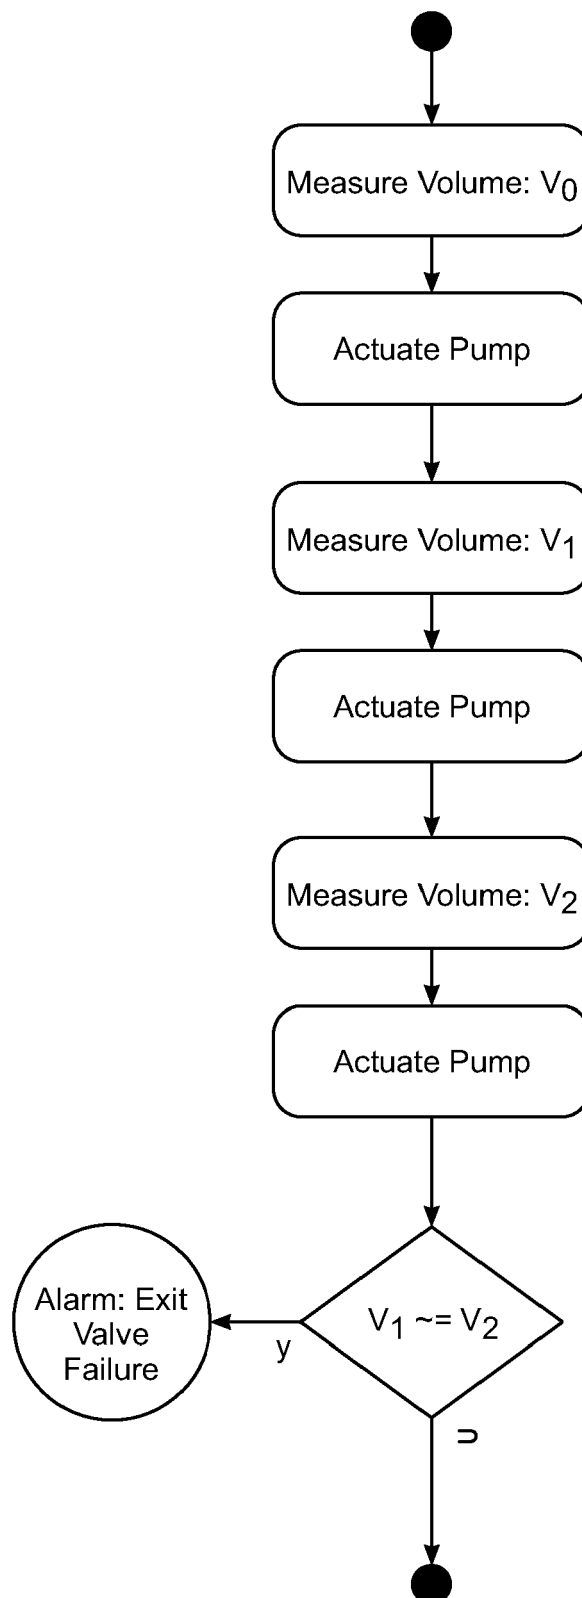 Measure Volume: V0
Actuate Pump
Measure Volume: V1
Actuate Pump
Measure Volume: V2
Actuate Pump
Alarm: Exit
Valve
Failure
V1 ~= V2
y
n